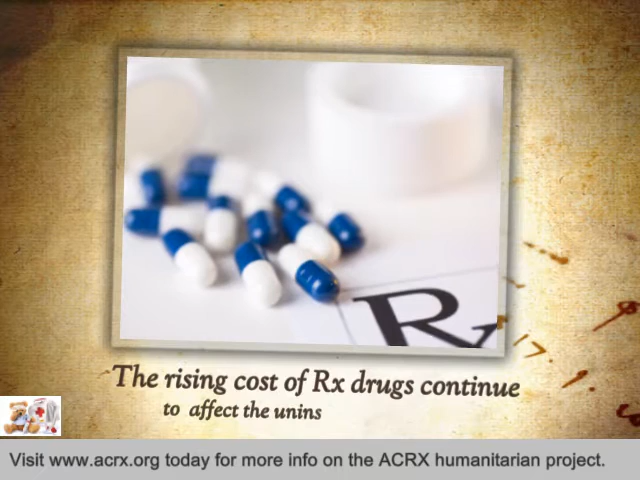 Rx
The rising cost of Rx drugs continue
to affect the unins
Visit www.acrx.org today for more info on the ACRX humanitarian project.